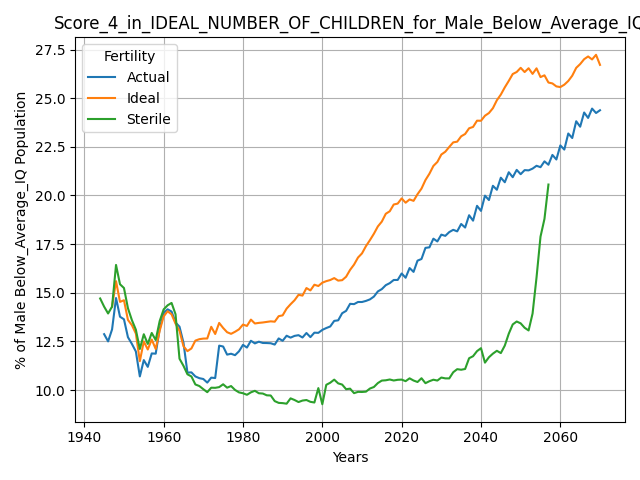 Score_4_in_IDEAL_NUMBER_OF_CHILDREN_for_Male_Below_Average_IQ
Fertility
Actual
Ideal
Sterile
% of Male Below_Average_IQ Population
27.5
25.0
22.5
20.0
17.5
15.0
12.5
10.0
1940 1960 1980 2000 2020 2040 2060
Years